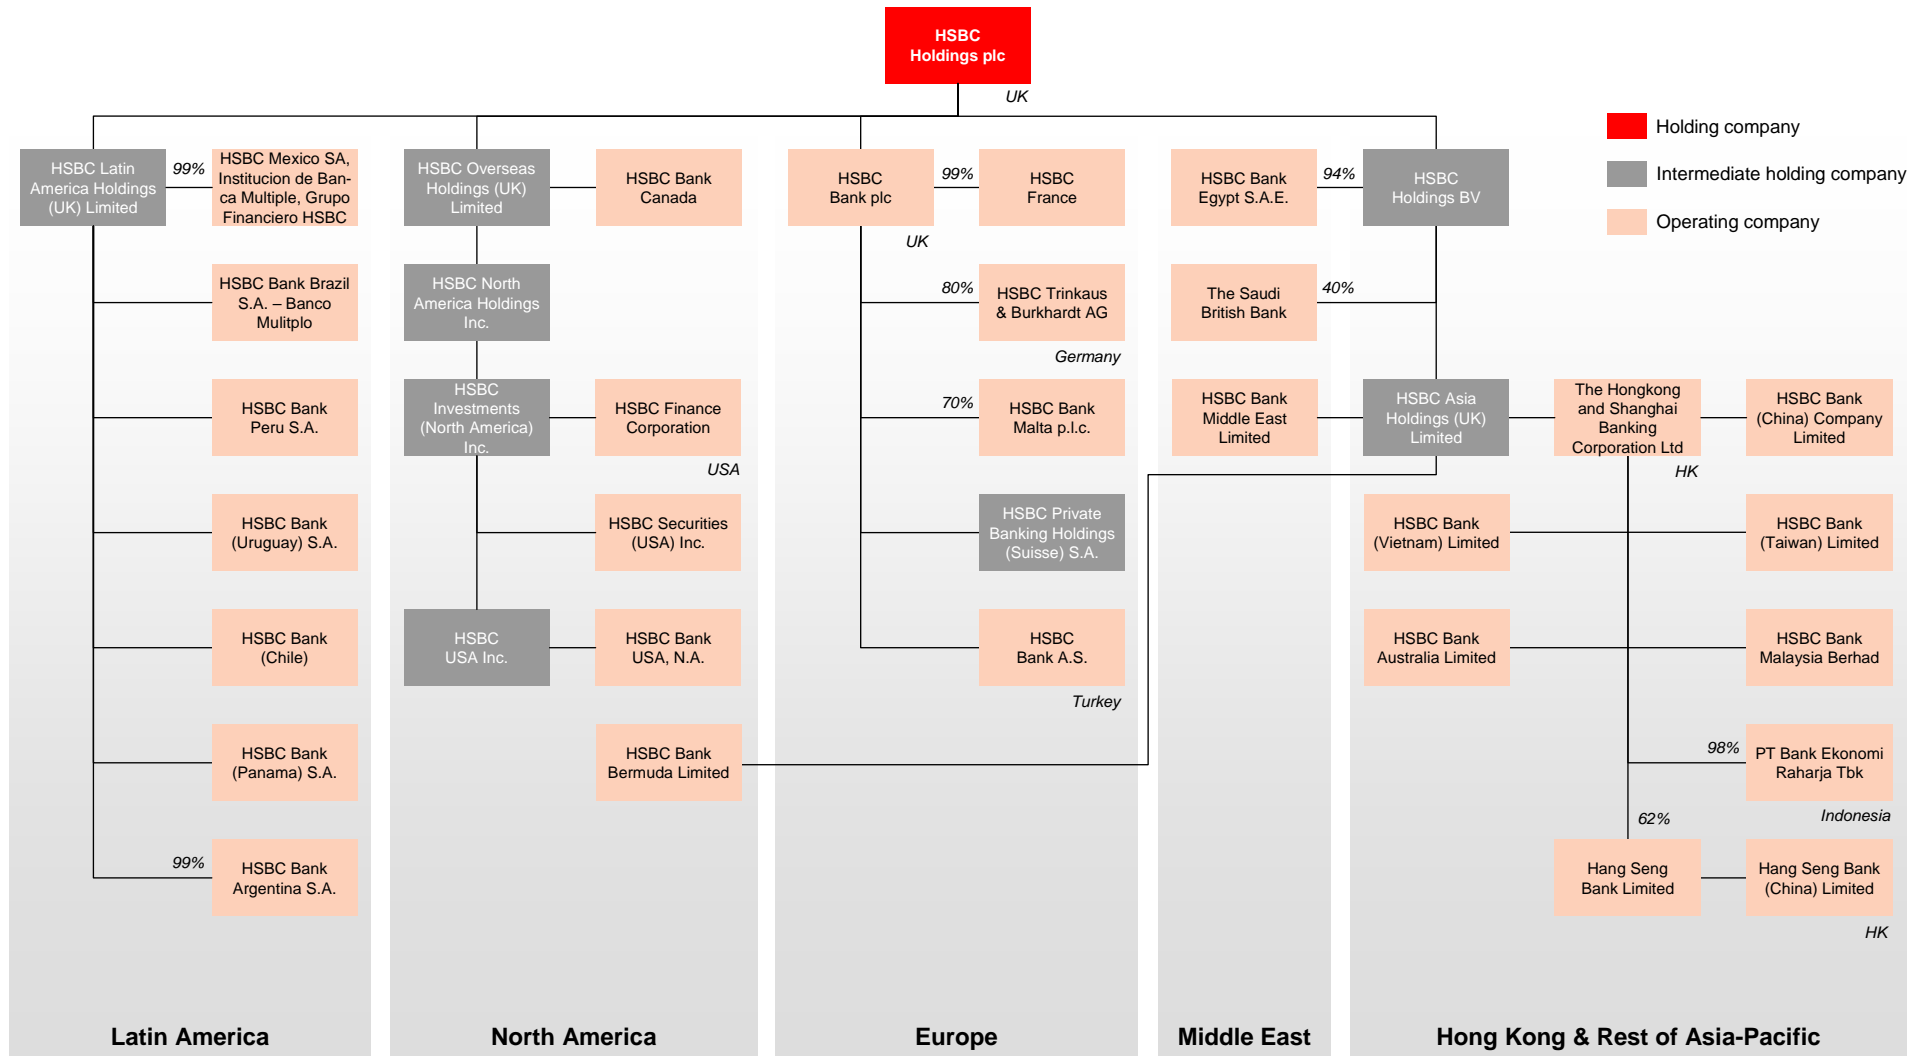 HSBC
Holdings plc
UK
Holding company
Intermediate holding company
Operating company
HSBC Latin
America Holdings
(UK) Limited
99%
HSBC Mexico SA,
Institucion de Ban-
ca Multiple, Grupo
Financiero HSBC
HSBC Bank Brazil
S.A. – Banco
Mulitplo
HSBC Bank
Peru S.A.
HSBC Bank
(Uruguay) S.A.
HSBC Bank
(Chile)
HSBC Bank
(Panama) S.A.
99%
HSBC Bank
Argentina S.A.
Latin America
HSBC Overseas
Holdings (UK)
Limited
HSBC Bank
Canada
HSBC North
America Holdings
Inc.
HSBC
Investments
(North America)
Inc.
HSBC Finance
Corporation
USA
HSBC Securities
(USA) Inc.
HSBC
USA Inc.
HSBC Bank
USA, N.A.
HSBC Bank
Bermuda Limited
North America
HSBC
Bank plc
UK
99%
HSBC
France
80%
HSBC Trinkaus
& Burkhardt AG
Germany
70%
HSBC Bank
Malta p.l.c.
HSBC Private
Banking Holdings
(Suisse) S.A.
HSBC
Bank A.S.
Turkey
Europe
HSBC Bank
Egypt S.A.E.
94%
The Saudi
British Bank
40%
HSBC Bank
Middle East
Limited
Middle East
HSBC
Holdings BV
HSBC Asia
Holdings (UK)
Limited
The Hongkong
and Shanghai
Banking
Corporation Ltd
HK
HSBC Bank
(China) Company
Limited
HSBC Bank
(Vietnam) Limited
HSBC Bank
(Taiwan) Limited
HSBC Bank
Australia Limited
HSBC Bank
Malaysia Berhad
98%
PT Bank Ekonomi
Raharja Tbk
Indonesia
62%
Hang Seng
Bank Limited
Hang Seng Bank
(China) Limited
HK
Hong Kong & Rest of Asia-Pacific